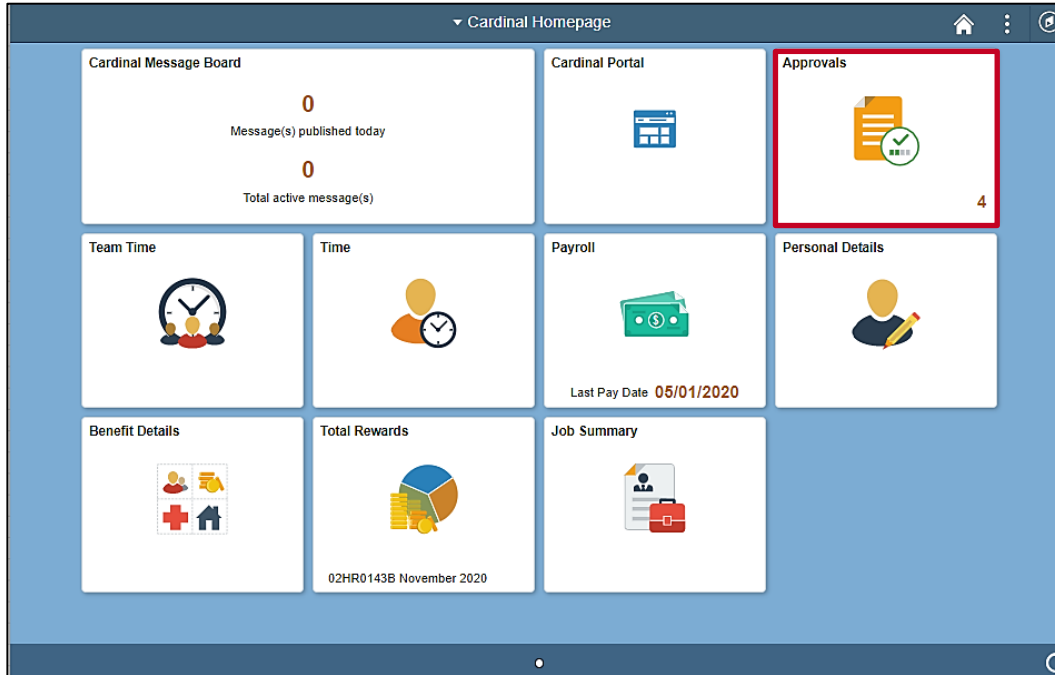 Cardinal Homepage
Cardinal Message Board
0
Message(s) published today
0
Total active message(s)
Cardinal Portal
Approvals
4
Team Time
Time
Payroll
$
Last Pay Date 05/01/2020
Personal Details
Benefit Details
Total Rewards
02HR0143B November 2020
Job Summary